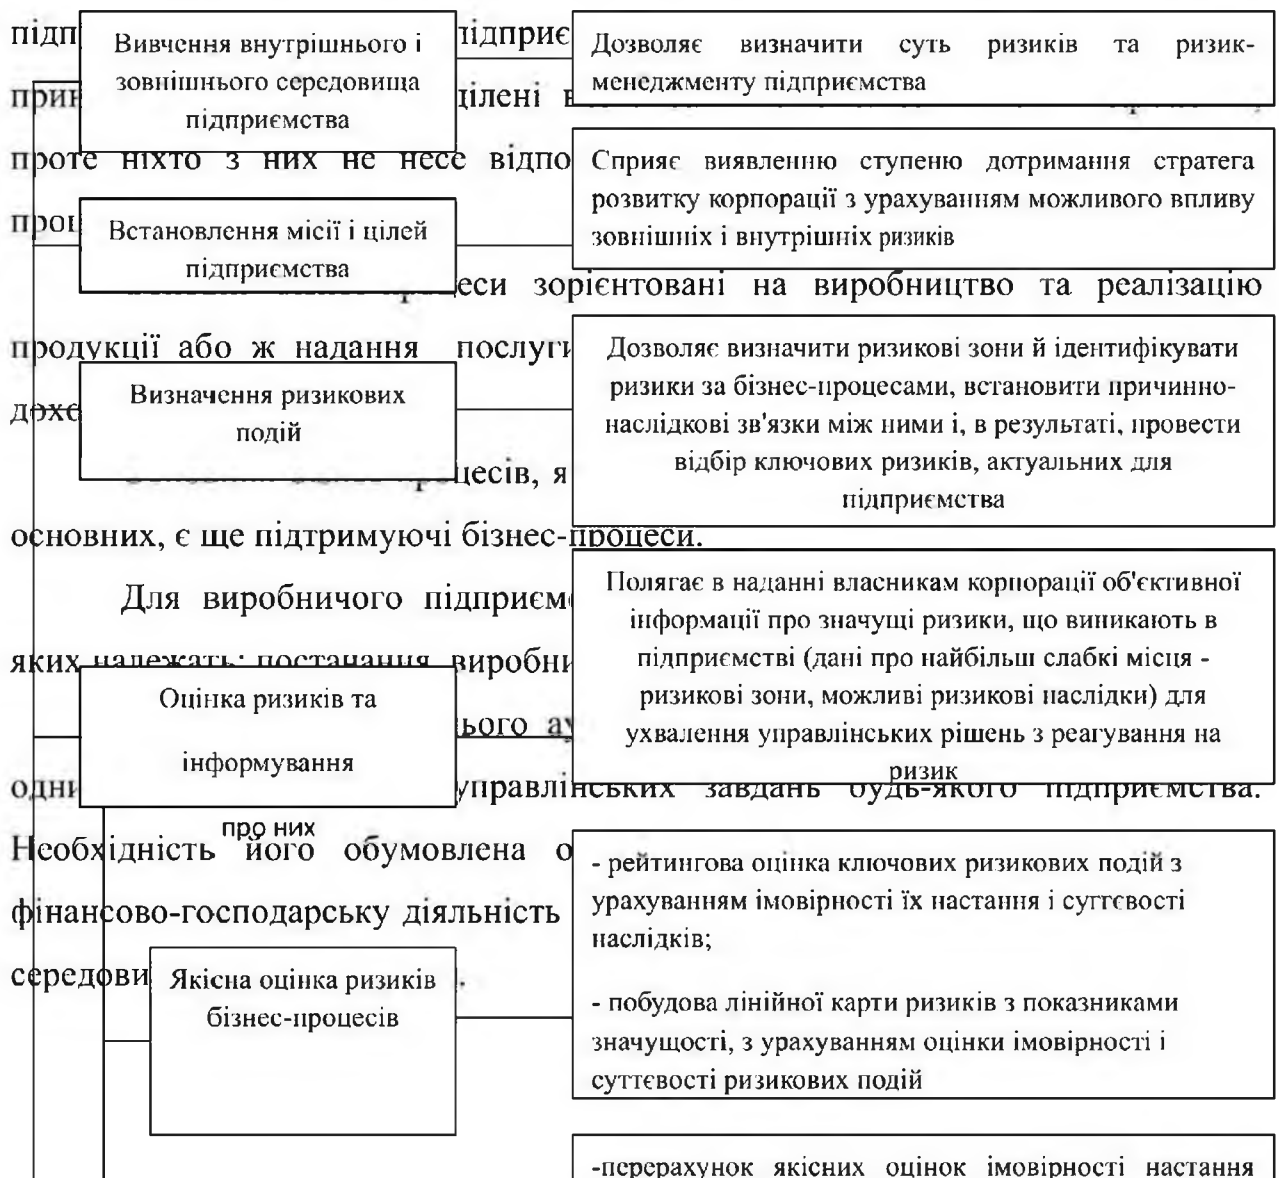 Вивчення внутрішнього і
зовнішнього середовища
підприємства
Дозволяє визначити суть ризиків та ризик-
менеджменту підприємства
проте ніхто з них не несе
Сприяє виявленню ступеню дотримання стратега
розвитку корпорації з урахуванням можливого впливу
зовнішніх і внутрішніх ризиків
Встановлення місії і цілей
підприємства
зорієнтовані на виробництво та реалізацію
продукції або ж надання послуги
Визначення ризикових
подій
Дозволяє визначити ризикові зони й ідентифікувати
ризики за бізнес-процесами, встановити причинно-
наслідкові зв'язки між ними і, в результаті, провести
відбір ключових ризиків, актуальних для
підприємства
основних, є ще підтримуючі бізнес-процеси.
Для виробничого
яких належать: постачання,
Оцінка ризиків та
інформування
про них
Полягає в наданні власникам корпорації об'єктивної
інформації про значущі ризики, що виникають в
підприємстві (дані про найбільш слабкі місця -
ризикові зони, можливі ризикові наслідки) для
ухвалення управлінських рішень з реагування на
ризик
управлінських завдань будь-якого підприємства.
Необхідність його обумовлена
фінансово-господарську діяльність
Якісна оцінка ризиків
бізнес-процесів
- рейтингова оцінка ключових ризикових подій з
урахуванням імовірності їх настання і суттєвості
наслідків;
- побудова лінійної карти ризиків з показниками
значущості, з урахуванням оцінки імовірності і
суттєвості ризикових подій
-перерахунок якісних оцінок імовірності настання